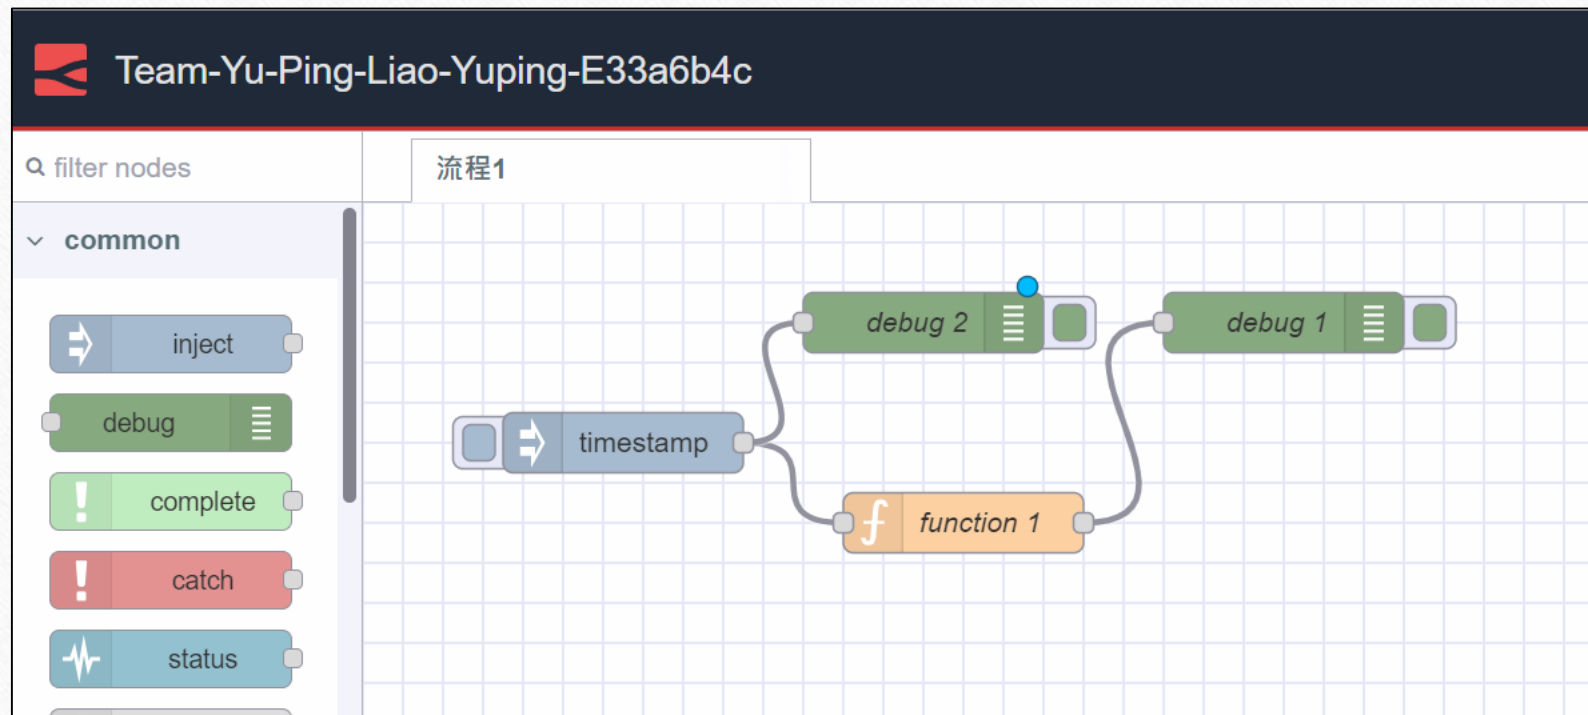 Team-Yu-Ping-Liao-Yuping-E33a6b4c
filter nodes
流程1
common
inject
debug
complete
catch
status
debug 2
debug 1
timestamp
function 1